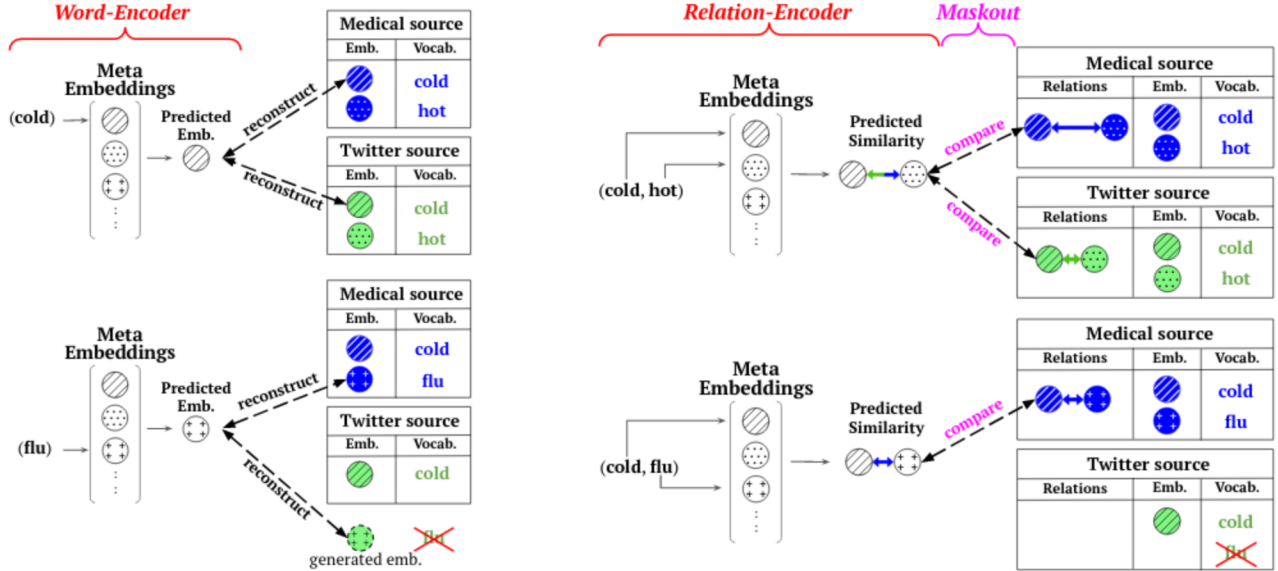 Word-Encoder
Meta
Embeddings
(cold)
Predicted
Emb.
reconstruct
reconstruct
Medical source
Emb. Vocab.
cold
hot
Twitter source
Emb. Vocab.
cold
hot
Meta
Embeddings
(flu)
Predicted
Emb.
reconstruct
reconstruct
Medical source
Emb. Vocab.
cold
flu
Twitter source
Emb. Vocab.
cold
flu
generated emb.
Relation-Encoder
Maskout
Meta
Embeddings
(cold, hot)
Predicted
Similarity
compare
compare
Medical source
Relations Emb. Vocab.
cold
hot
Twitter source
Relations Emb. Vocab.
cold
hot
Meta
Embeddings
(cold, flu)
Predicted
Similarity
compare
Medical source
Relations Emb. Vocab.
cold
flu
Twitter source
Relations Emb. Vocab.
cold
flu